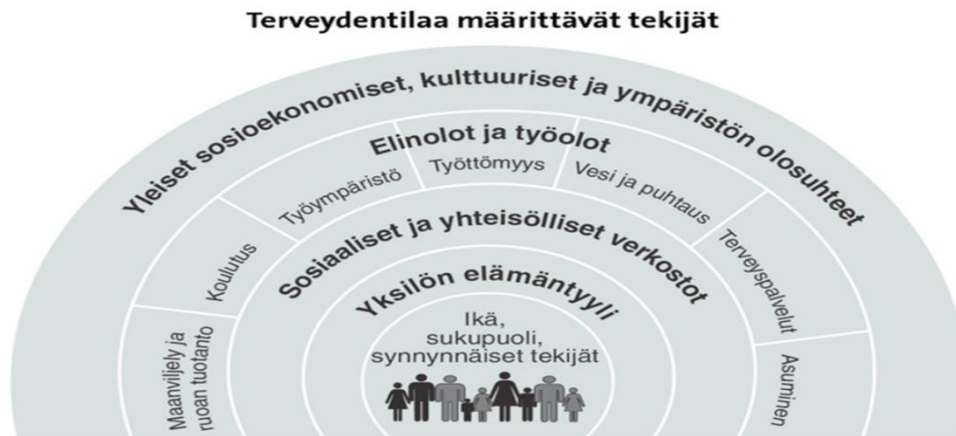 Terveydentilaa määrittävät tekijät
Yleiset sosioekonomiset, kulttuuriset ja ympäristön olosuhteet
Elinolot ja työolot
Maanviljely ja
ruoan tuotanto
Koulutus
Työympäristö
Työttömyys
Vesi ja puhtaus
Terveyspalvelut
Asuminen
Sosiaaliset ja yhteisölliset verkostot
Yksilön elämäntyyli
Ikä,
sukupuoli,
synnynnäiset tekijät